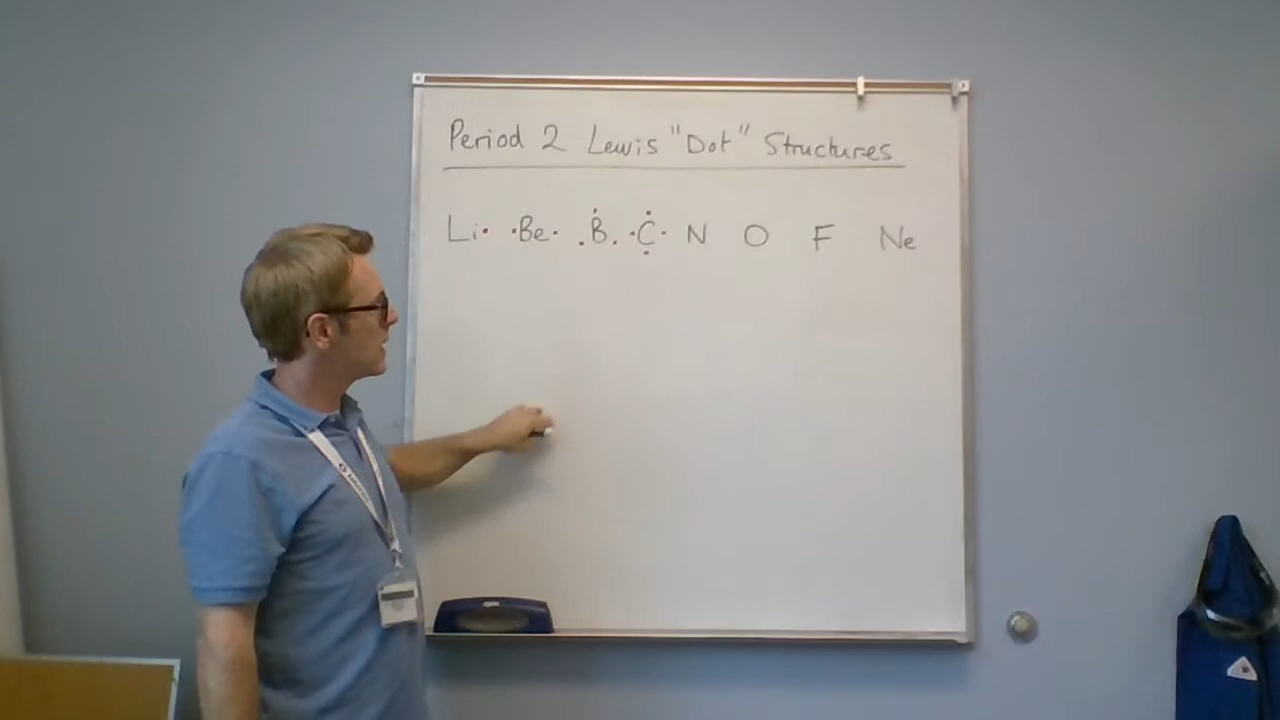 Period 2 Lewis "Dot" Structures
Li· ·Be· .Ḃ. ·Ċ̣· N O F Ne